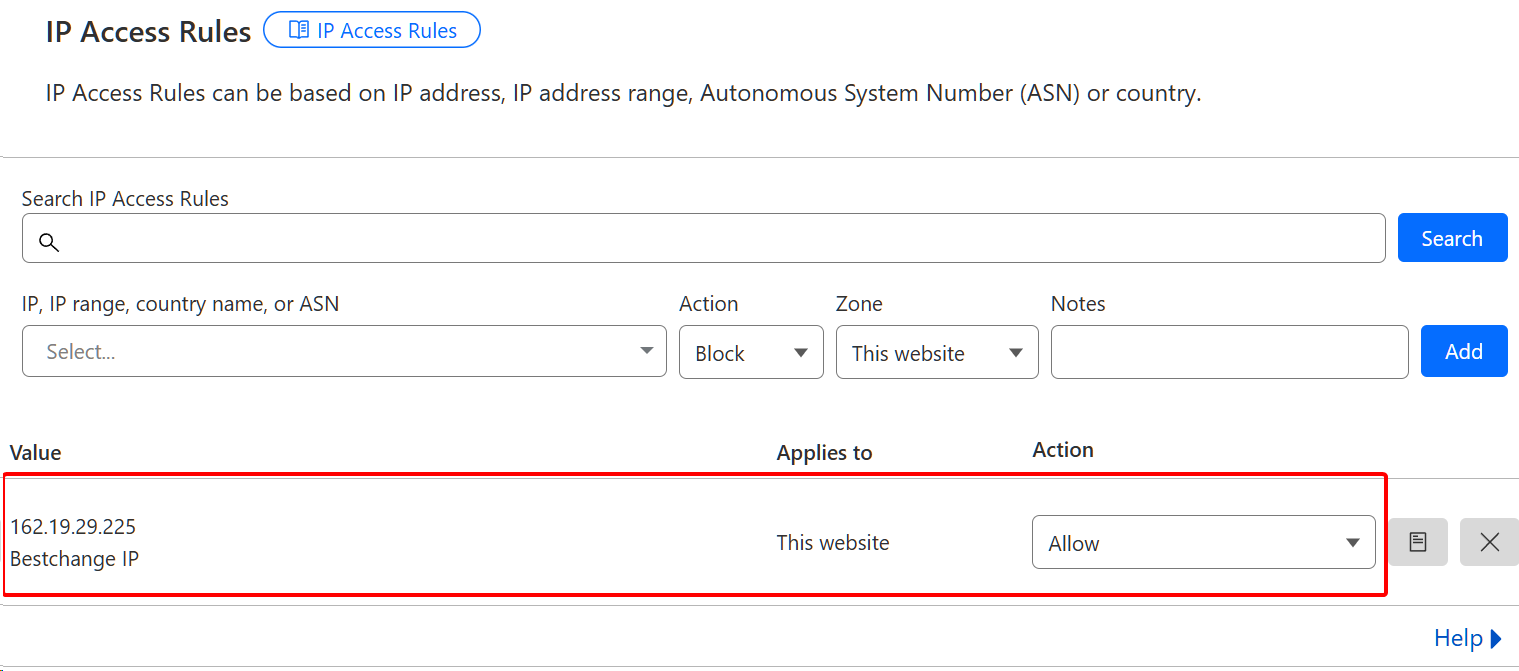 IP Access Rules
IP Access Rules
IP Access Rules can be based on IP address, IP address range, Autonomous System Number (ASN) or country.
Search IP Access Rules
Search
IP, IP range, country name, or ASN
Action
Zone
Notes
Select...
Block
This website
Add
Value
Applies to
Action
162.19.29.225
Bestchange IP
This website
Allow
Help